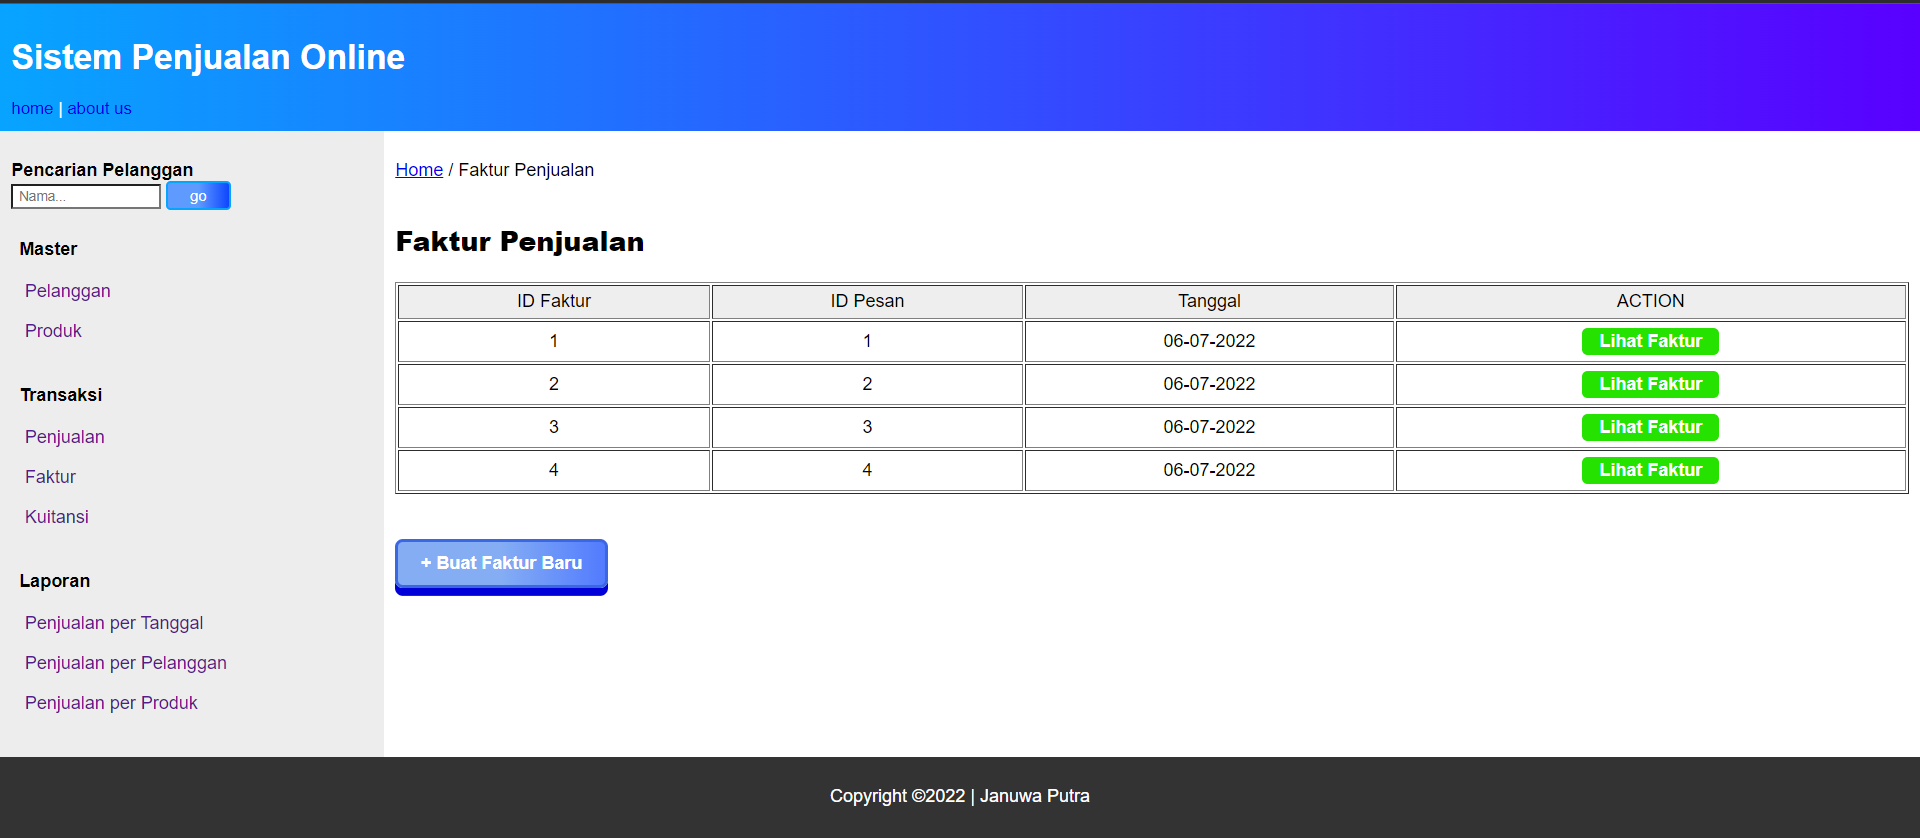 Sistem Penjualan Online
home | about us
Pencarian Pelanggan
Nama... go
Master
Pelanggan
Produk
Transaksi
Penjualan
Faktur
Kuitansi
Laporan
Penjualan per Tanggal
Penjualan per Pelanggan
Penjualan per Produk
Home / Faktur Penjualan
Faktur Penjualan
ID Faktur ID Pesan Tanggal ACTION
1 1 06-07-2022 Lihat Faktur
2 2 06-07-2022 Lihat Faktur
3 3 06-07-2022 Lihat Faktur
4 4 06-07-2022 Lihat Faktur
+ Buat Faktur Baru
Copyright ©2022 | Januwa Putra